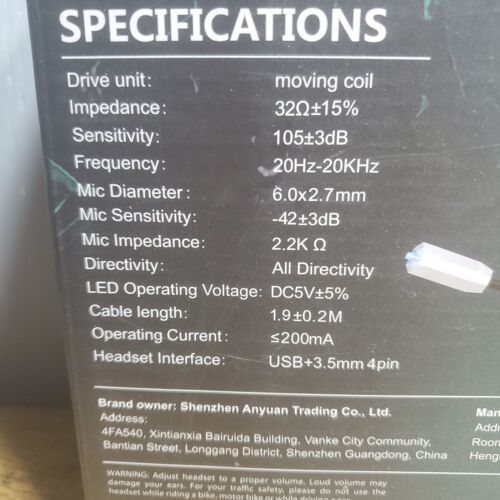 SPECIFICATIONS
Drive unit: moving coil
Impedance: 32Ω±15%
Sensitivity: 105±3dB
Frequency: 20Hz-20KHz
Mic Diameter: 6.0x2.7mm
Mic Sensitivity: -42±3dB
Mic Impedance: 2.2K Ω
Directivity: All Directivity
LED Operating Voltage: DC5V±5%
Cable length: 1.9±0.2M
Operating Current: ≤200mA
Headset Interface: USB+3.5mm 4pin
Brand owner: Shenzhen Anyuan Trading Co., Ltd.
Address:
4FA540, Xintianxia Bairuida Building, Vanke City Community,
Bantian Street, Longgang District, Shenzhen Guangdong, China
Man
Addr
Room
Heng
WARNING: Adjust headset to a proper volume. Loud volume may
damage your ears. For your traffic safety, please do not use the
headset while riding a bike, motor bike or while driving a car